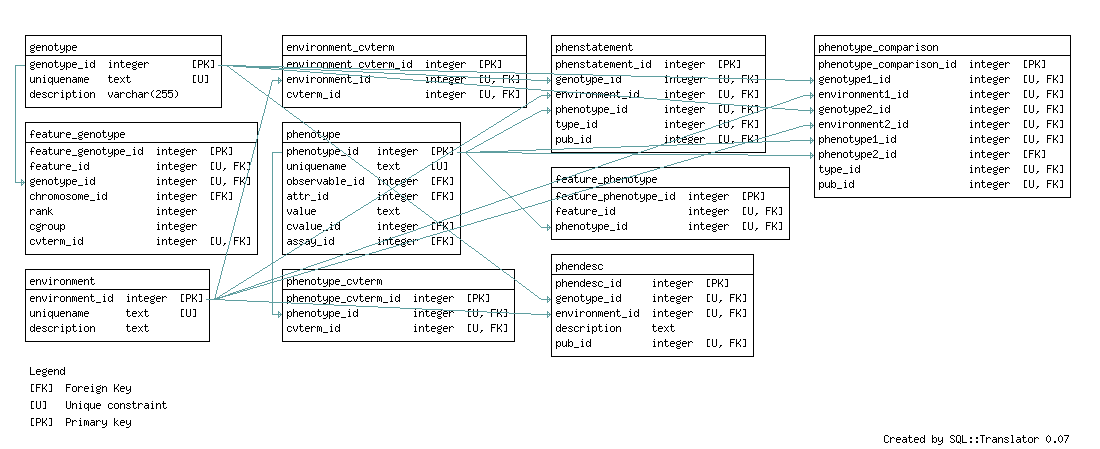 genotype
genotype_id integer [PK]
uniquename text [U]
description varchar(255)
feature_genotype
feature_genotype_id integer [PK]
feature_id integer [U, FK]
genotype_id integer [U, FK]
chromosome_id integer [FK]
rank integer
cgroup integer
cvterm_id integer [U, FK]
environment
environment_id integer [PK]
uniquename text [U]
description text
environment_cvterm
environment_cvterm_id integer [PK]
environment_id integer [U, FK]
cvterm_id integer [U, FK]
phenotype
phenotype_id integer [PK]
uniquename text [U]
observable_id integer [FK]
attr_id integer [FK]
value text
cvalue_id integer [FK]
assay_id integer [FK]
phenotype_cvterm
phenotype_cvterm_id integer [PK]
phenotype_id integer [U, FK]
cvterm_id integer [U, FK]
phenstatement
phenstatement_id integer [PK]
genotype_id integer [U, FK]
environment_id integer [U, FK]
phenotype_id integer [U, FK]
type_id integer [U, FK]
pub_id integer [U, FK]
feature_phenotype
feature_phenotype_id integer [PK]
feature_id integer [U, FK]
phenotype_id integer [U, FK]
phendesc
phendesc_id integer [PK]
genotype_id integer [U, FK]
environment_id integer [U, FK]
description text
pub_id integer [U, FK]
phenotype_comparison
phenotype_comparison_id integer [PK]
genotype1_id integer [U, FK]
environment1_id integer [U, FK]
genotype2_id integer [U, FK]
environment2_id integer [U, FK]
phenotype1_id integer [U, FK]
phenotype2_id integer [FK]
type_id integer [U, FK]
pub_id integer [U, FK]
Legend
[FK] Foreign Key
[U] Unique constraint
[PK] Primary key
Created by SQL::Translator 0.07